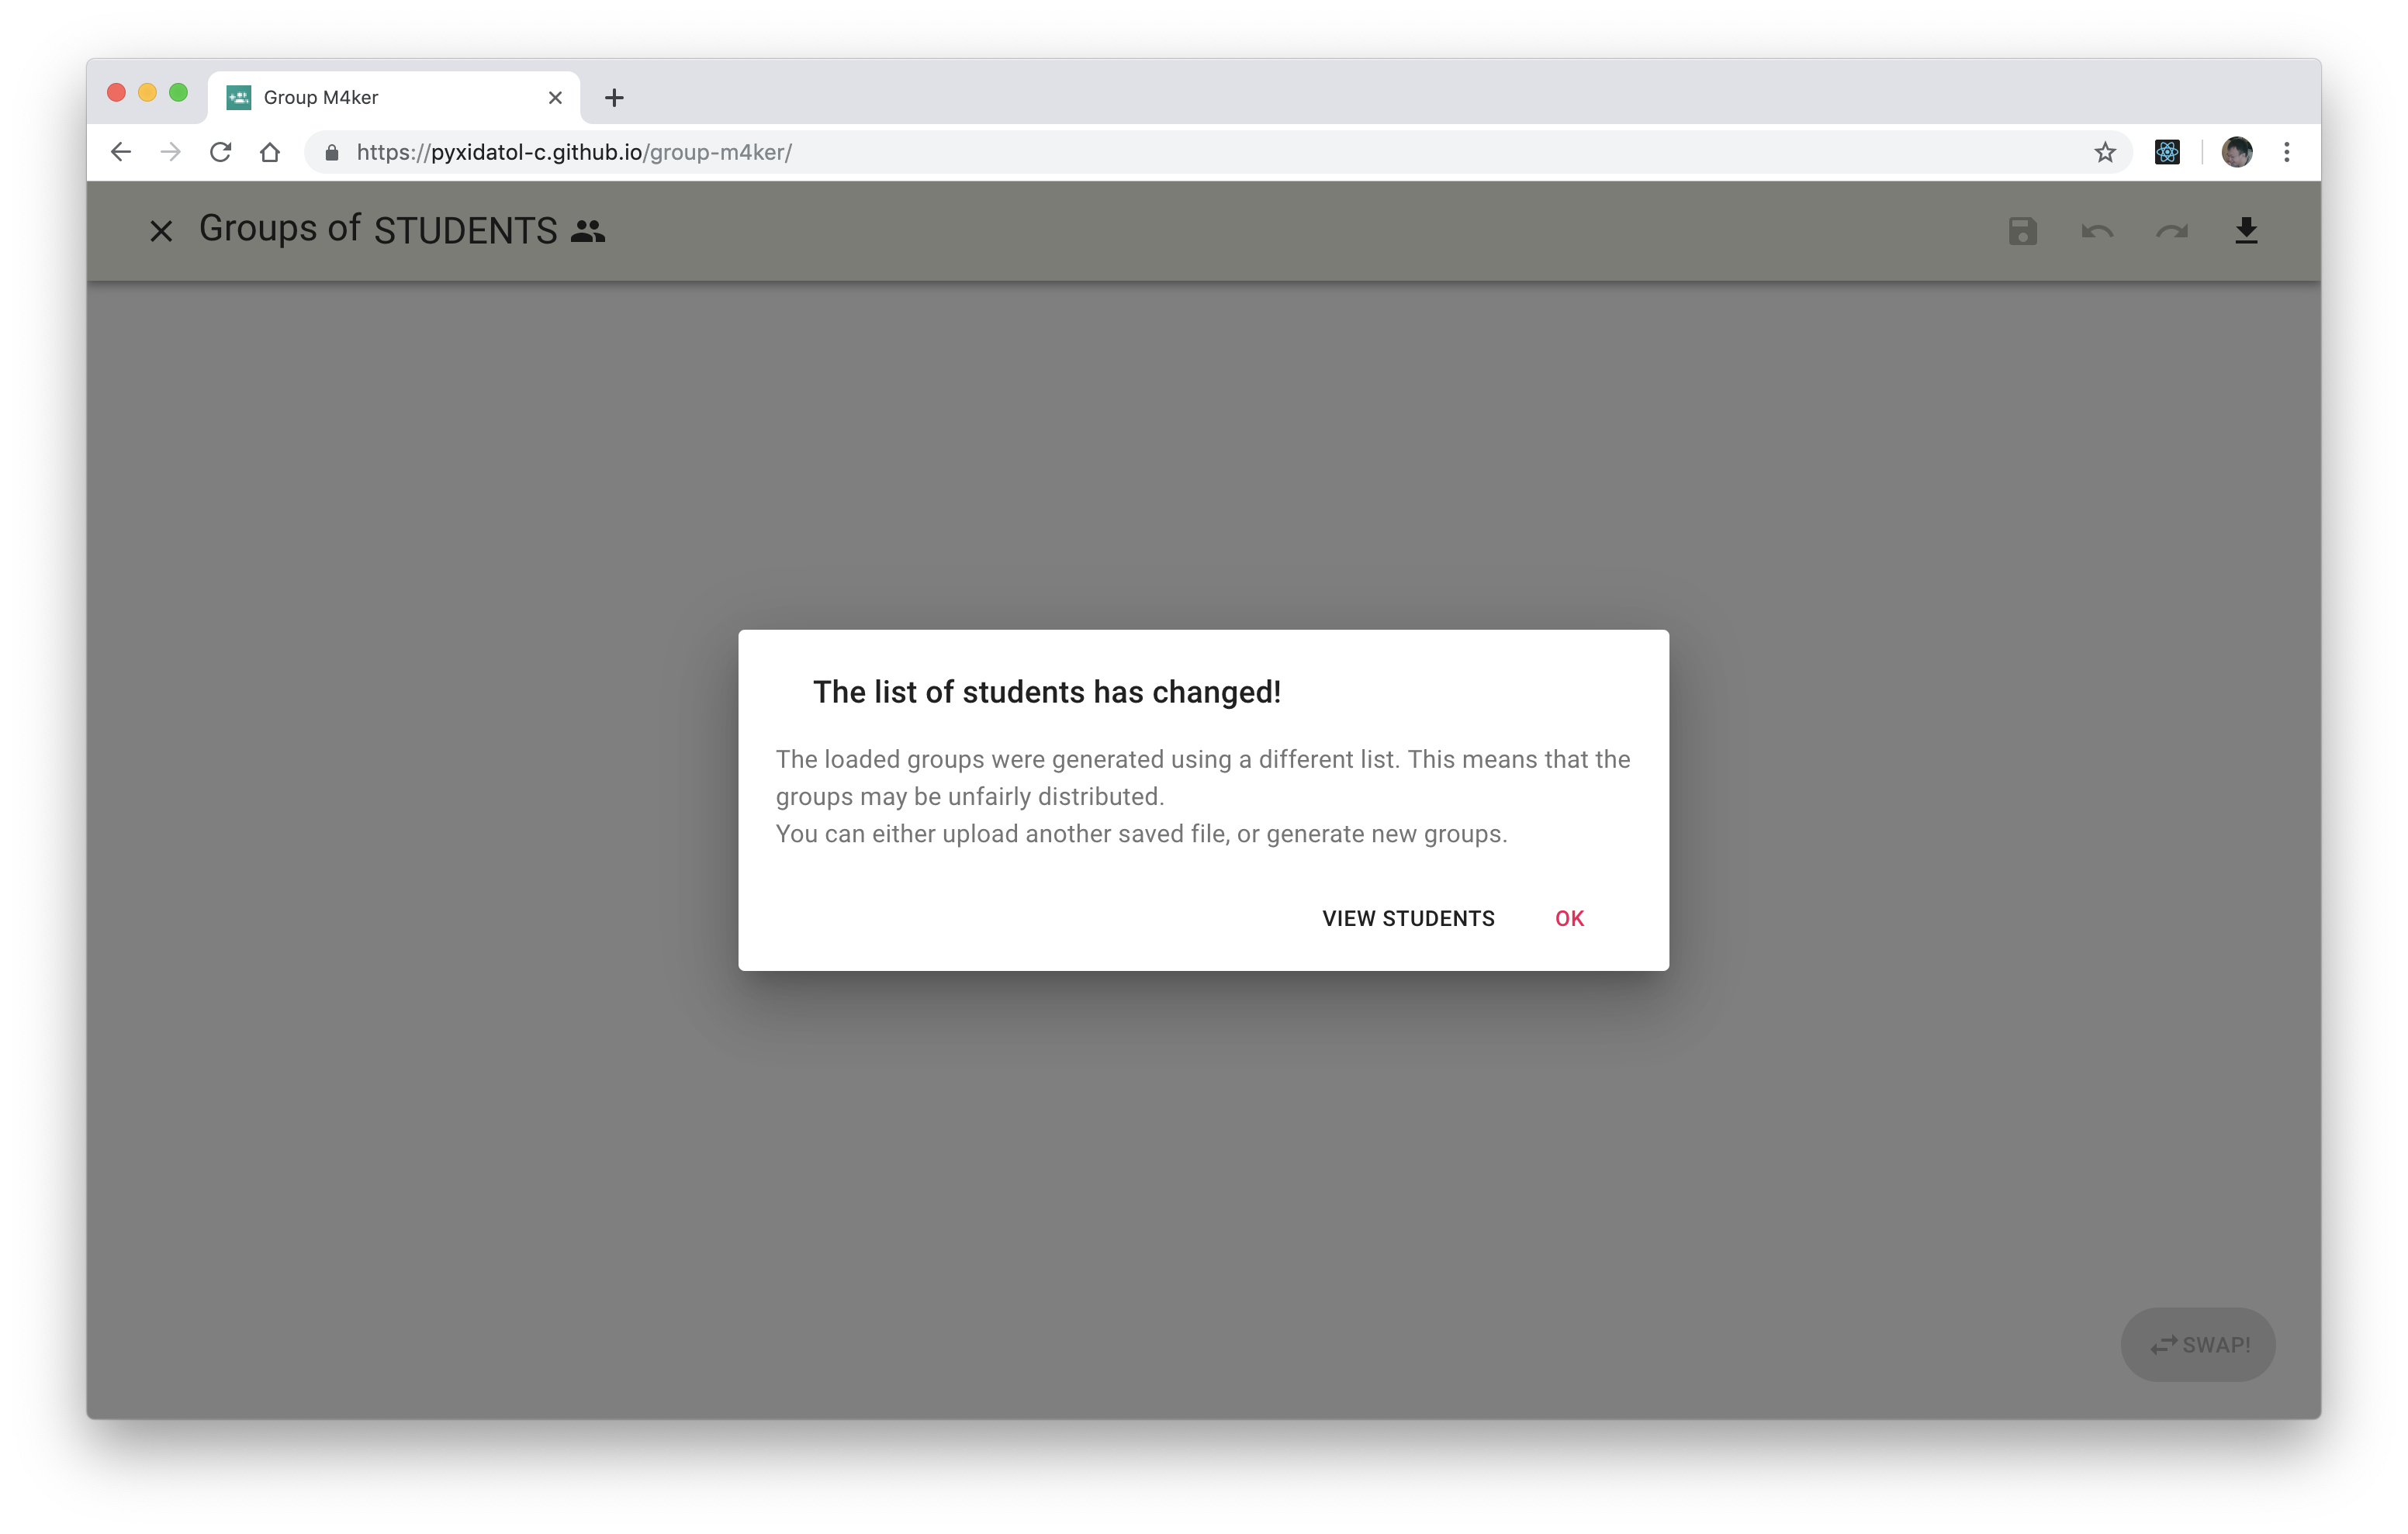 Group M4ker
https://pyxidatol-c.github.io/group-m4ker/
Groups of STUDENTS
The list of students has changed!
The loaded groups were generated using a different list. This means that the
groups may be unfairly distributed.
You can either upload another saved file, or generate new groups.
VIEW STUDENTS OK
SWAP!